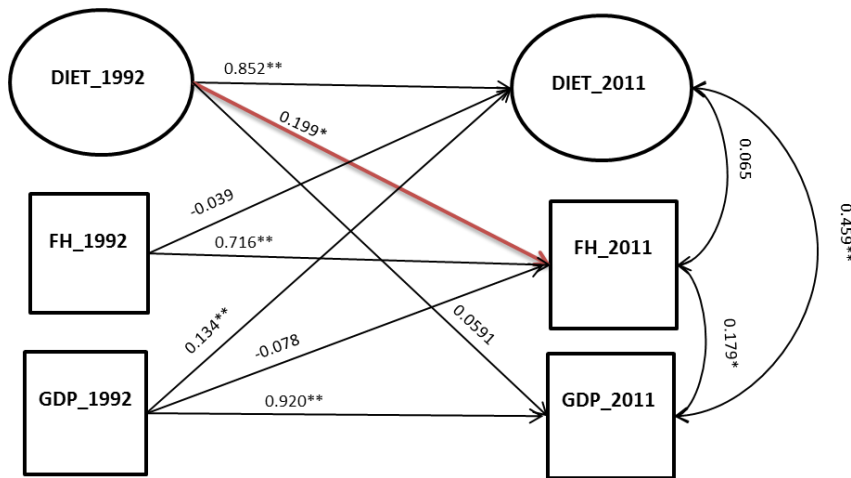 DIET_1992
0.852**
DIET_2011
0.199*
0.065
-0.039
FH_1992
0.716**
FH_2011
0.459**
0.134**
-0.078
0.0591
0.179*
GDP_1992
0.920**
GDP_2011